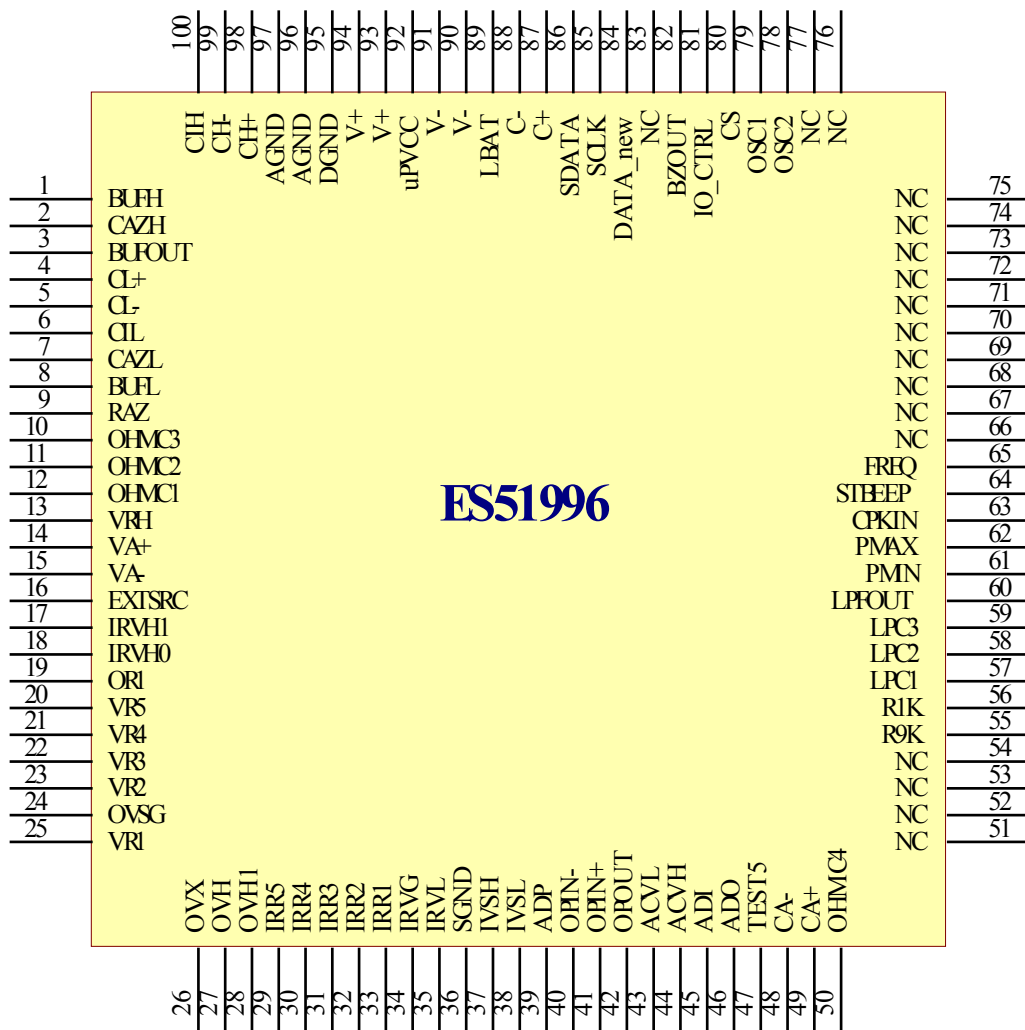 100 99 98 97 96 95 94 93 92 91 90 89 88 87 86 85 84 83 82 81 80 79 78 77 76
CIH CH- CH+ AGND AGND DGND V+ V+ uPVCC V- V- LBAT C- C+ SDATA SCLK DATA_new NC BZOUT IO_CTRL CS OSC1 OSC2 NC NC
1 BUFH NC 75
2 CAZH NC 74
3 BUFOUT NC 73
4 CL+ NC 72
5 CL- NC 71
6 CIL NC 70
7 CAZL NC 69
8 BUFL NC 68
9 RAZ NC 67
10 OHMC3 NC 66
11 OHMC2 FREQ 65
12 OHMC1 STBEEP 64
ES51996
13 VRH CPKIN 63
14 VA+ PMAX 62
15 VA- PMIN 61
16 EXTSRC LPFOUT 60
17 IRVH1 LPC3 59
18 IRVH0 LPC2 58
19 OR1 LPC1 57
20 VR5 R1K 56
21 VR4 R9K 55
22 VR3 NC 54
23 VR2 NC 53
24 OVSG NC 52
25 VR1 NC 51
OVX OVH OVH1 IRR5 IRR4 IRR3 IRR2 IRR1 IRVG IRVL SGND IVSH IVSL ADP OPIN- OPIN+ OPOUT ACVL ACVH ADI ADO TEST5 CA- CA+ OHMC4
26 27 28 29 30 31 32 33 34 35 36 37 38 39 40 41 42 43 44 45 46 47 48 49 50